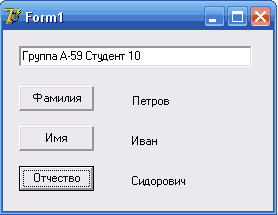 Form1
Группа А-59 Студент 10
Фамилия
Петров
Имя
Иван
Отчество
Сидорович